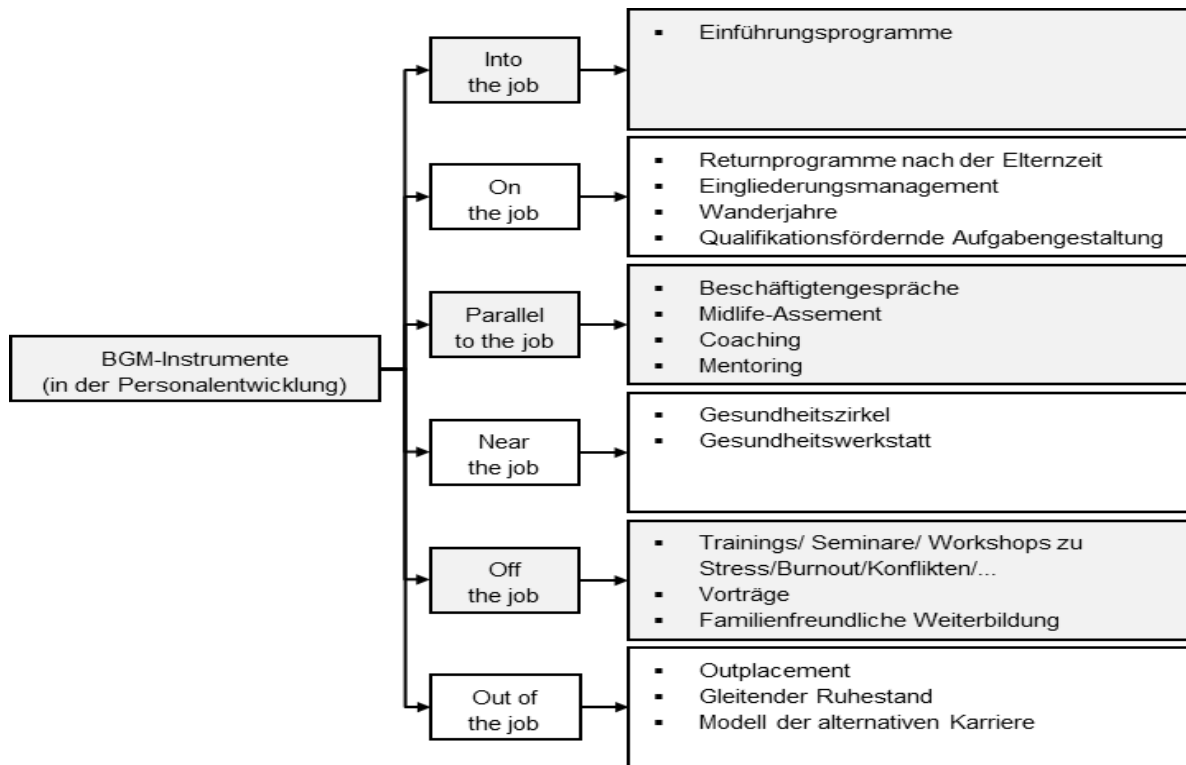 BGM-Instrumente
(in der Personalentwicklung)
Into
the job
▪ Einführungsprogramme
On
the job
▪ Returnprogramme nach der Elternzeit
▪ Eingliederungsmanagement
▪ Wanderjahre
▪ Qualifikationsfördernde Aufgabengestaltung
Parallel
to the job
▪ Beschäftigtengespräche
▪ Midlife-Assement
▪ Coaching
▪ Mentoring
Near
the job
▪ Gesundheitszirkel
▪ Gesundheitswerkstatt
Off
the job
▪ Trainings/ Seminare/ Workshops zu
Stress/Burnout/Konflikten/...
▪ Vorträge
▪ Familienfreundliche Weiterbildung
Out of
the job
▪ Outplacement
▪ Gleitender Ruhestand
▪ Modell der alternativen Karriere